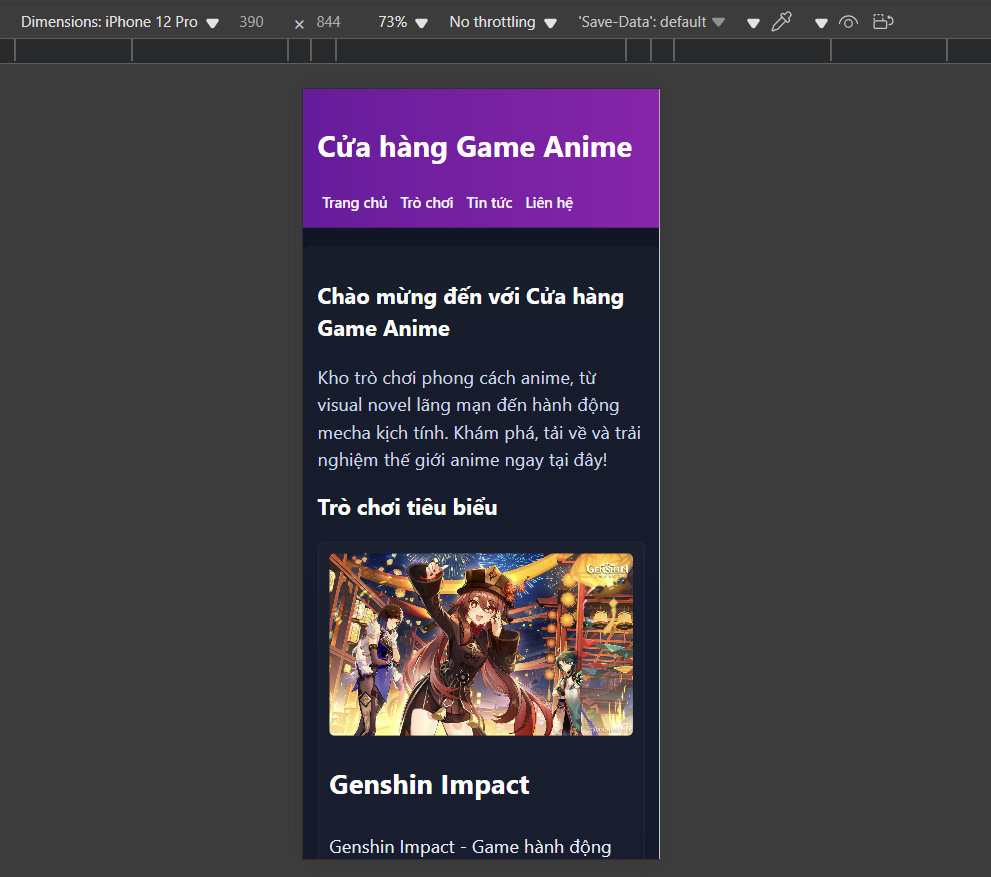 Dimensions: iPhone 12 Pro 390 × 844 73% No throttling 'Save-Data': default
Cửa hàng Game Anime
Trang chủ Trò chơi Tin tức Liên hệ
Chào mừng đến với Cửa hàng
Game Anime
Kho trò chơi phong cách anime, từ
visual novel lãng mạn đến hành động
mecha kịch tính. Khám phá, tải về và trải
nghiệm thế giới anime ngay tại đây!
Trò chơi tiêu biểu
GENSHIN
Genshin Impact
Genshin Impact - Game hành động